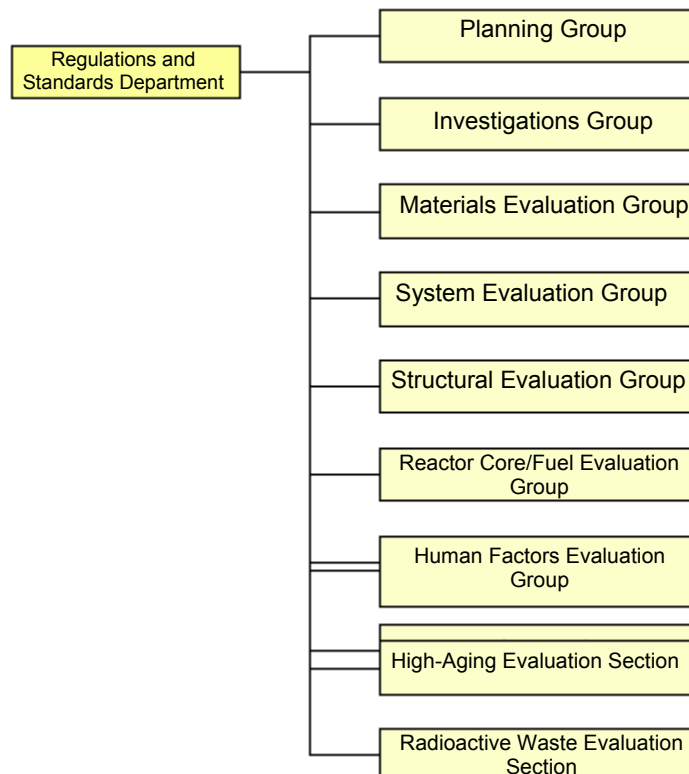 Regulations and
Standards Department
Planning Group
Investigations Group
Materials Evaluation Group
System Evaluation Group
Structural Evaluation Group
Reactor Core/Fuel Evaluation
Group
Human Factors Evaluation
Group
High-Aging Evaluation Section
Radioactive Waste Evaluation
Section